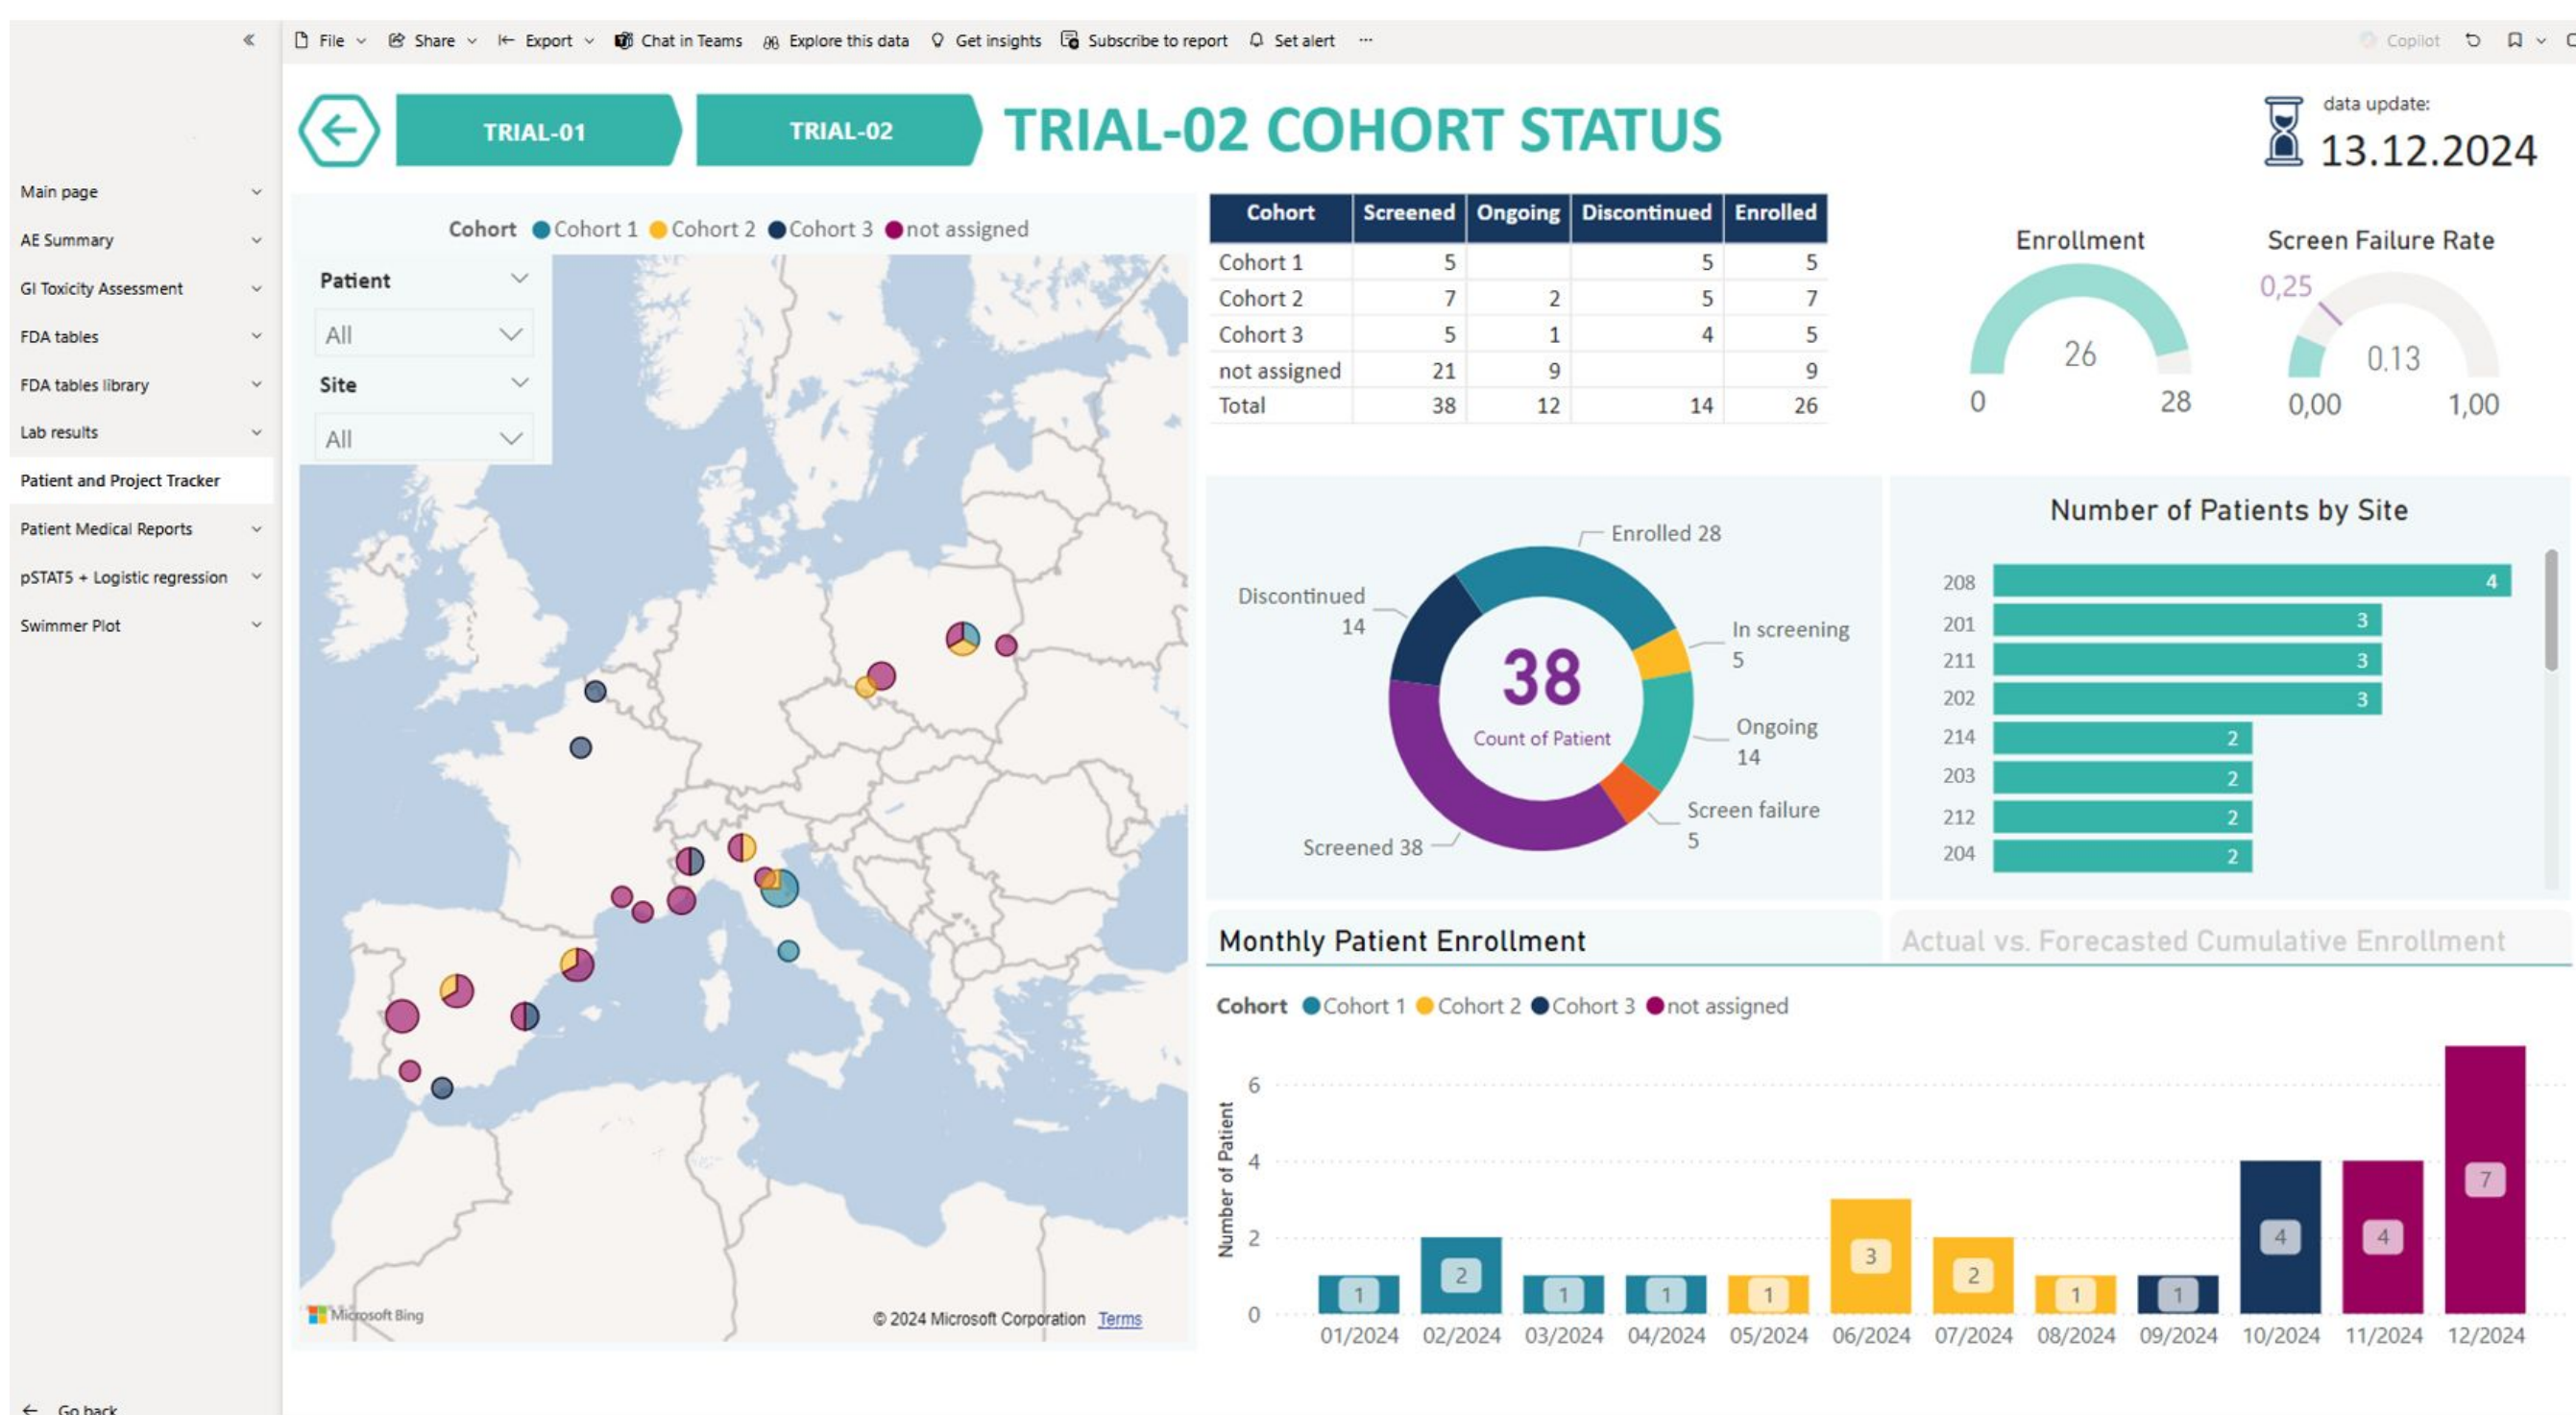 File Share Export Chat in Teams Explore this data Get insights Subscribe to report Set alert ... Copilot
Main page
AE Summary
GI Toxicity Assessment
FDA tables
FDA tables library
Lab results
Patient and Project Tracker
Patient Medical Reports
pSTAT5 + Logistic regression
Swimmer Plot
Go back
TRIAL-01
TRIAL-02
TRIAL-02 COHORT STATUS
data update:
13.12.2024
Cohort Cohort 1 Cohort 2 Cohort 3 not assigned
Patient
All
Site
All
Microsoft Bing
© 2024 Microsoft Corporation Terms
Cohort Screened Ongoing Discontinued Enrolled
Cohort 1 5 5 5
Cohort 2 7 2 5 7
Cohort 3 5 1 4 5
not assigned 21 9 9
Total 38 12 14 26
Enrollment
26
0 28
Screen Failure Rate
0,25
0,13
0,00 1,00
Enrolled 28
Discontinued
14
In screening
5
38
Count of Patient
Ongoing
14
Screen failure
5
Screened 38
Number of Patients by Site
208 4
201 3
211 3
202 3
214 2
203 2
212 2
204 2
Monthly Patient Enrollment
Actual vs. Forecasted Cumulative Enrollment
Cohort Cohort 1 Cohort 2 Cohort 3 not assigned
Number of Patient
6
4
2
0
1 2 1 1 1 3 2 1 1 4 4 7
01/2024 02/2024 03/2024 04/2024 05/2024 06/2024 07/2024 08/2024 09/2024 10/2024 11/2024 12/2024